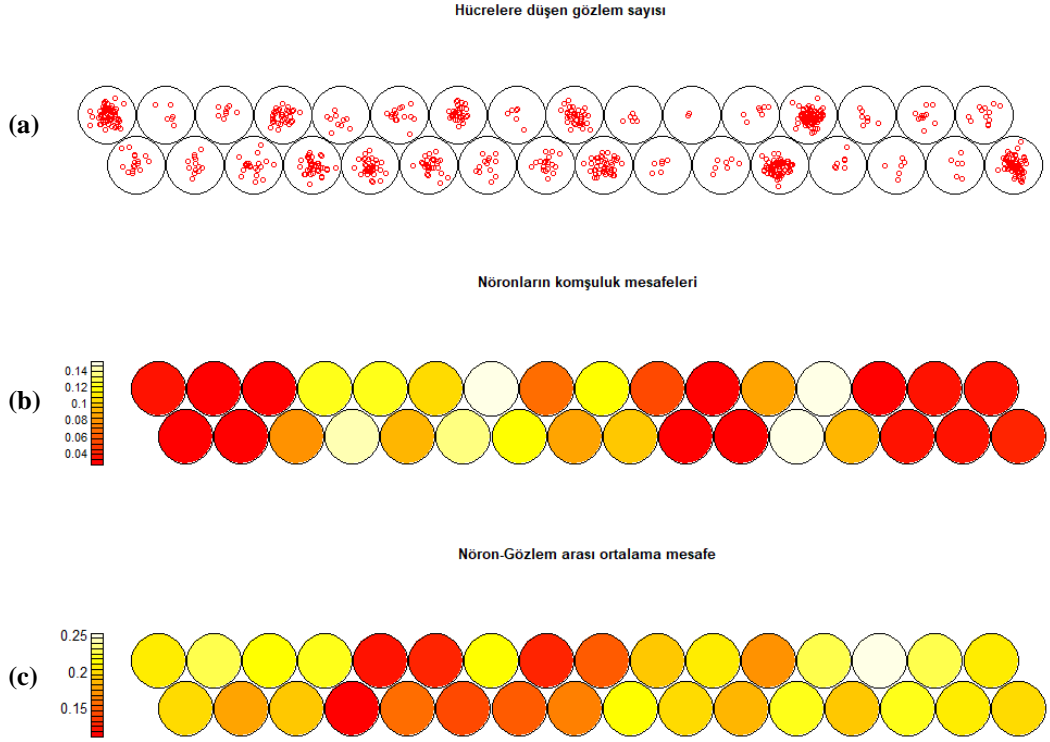 Hücrelere düşen gözlem sayısı
(a)
Nöronların komşuluk mesafeleri
(b)
0.14
0.12
0.1
0.08
0.06
0.04
Nöron-Gözlem arası ortalama mesafe
(c)
0.25
0.2
0.15